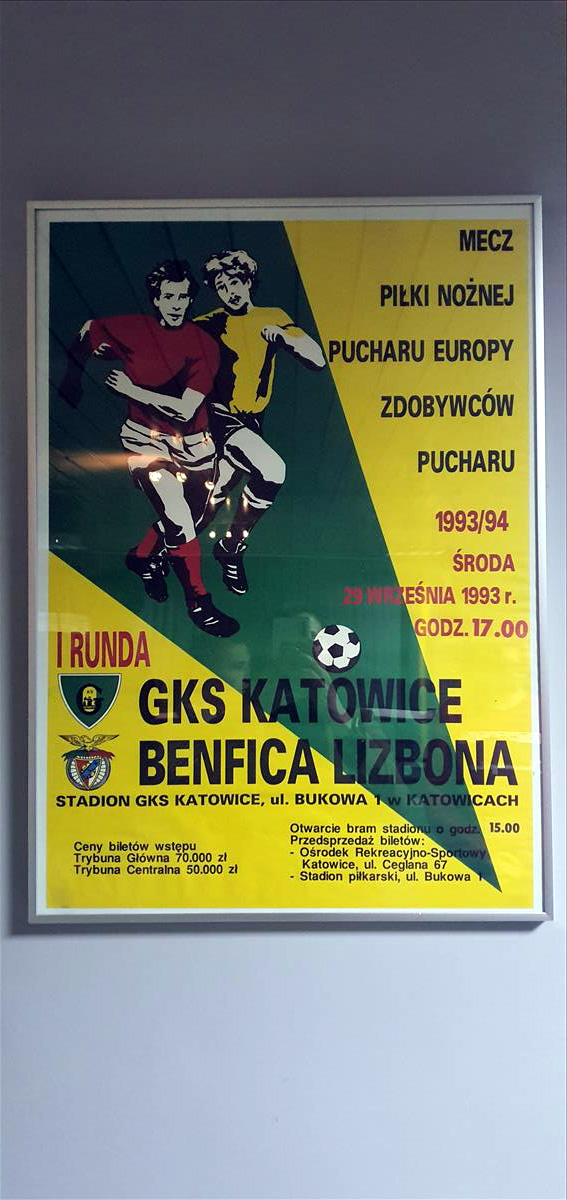 MECZ
PIŁKI NOŻNEJ
PUCHARU EUROPY
ZDOBYWCÓW
PUCHARU
1993/94
ŚRODA
29 WRZEŚNIA 1993 r.
GODZ. 17.00
I RUNDA
GKS KATOWICE
BENFICA LIZBONA
STADION GKS KATOWICE, ul. BUKOWA 1 w KATOWICACH
Ceny biletów wstępu
Trybuna Główna 70.000 zł
Trybuna Centralna 50.000 zł
Otwarcie bram stadionu o godz. 15.00
Przedsprzedaż biletów:
- Ośrodek Rekreacyjno-Sportowy
Katowice, ul. Ceglana 67
- Stadion piłkarski, ul. Bukowa 1